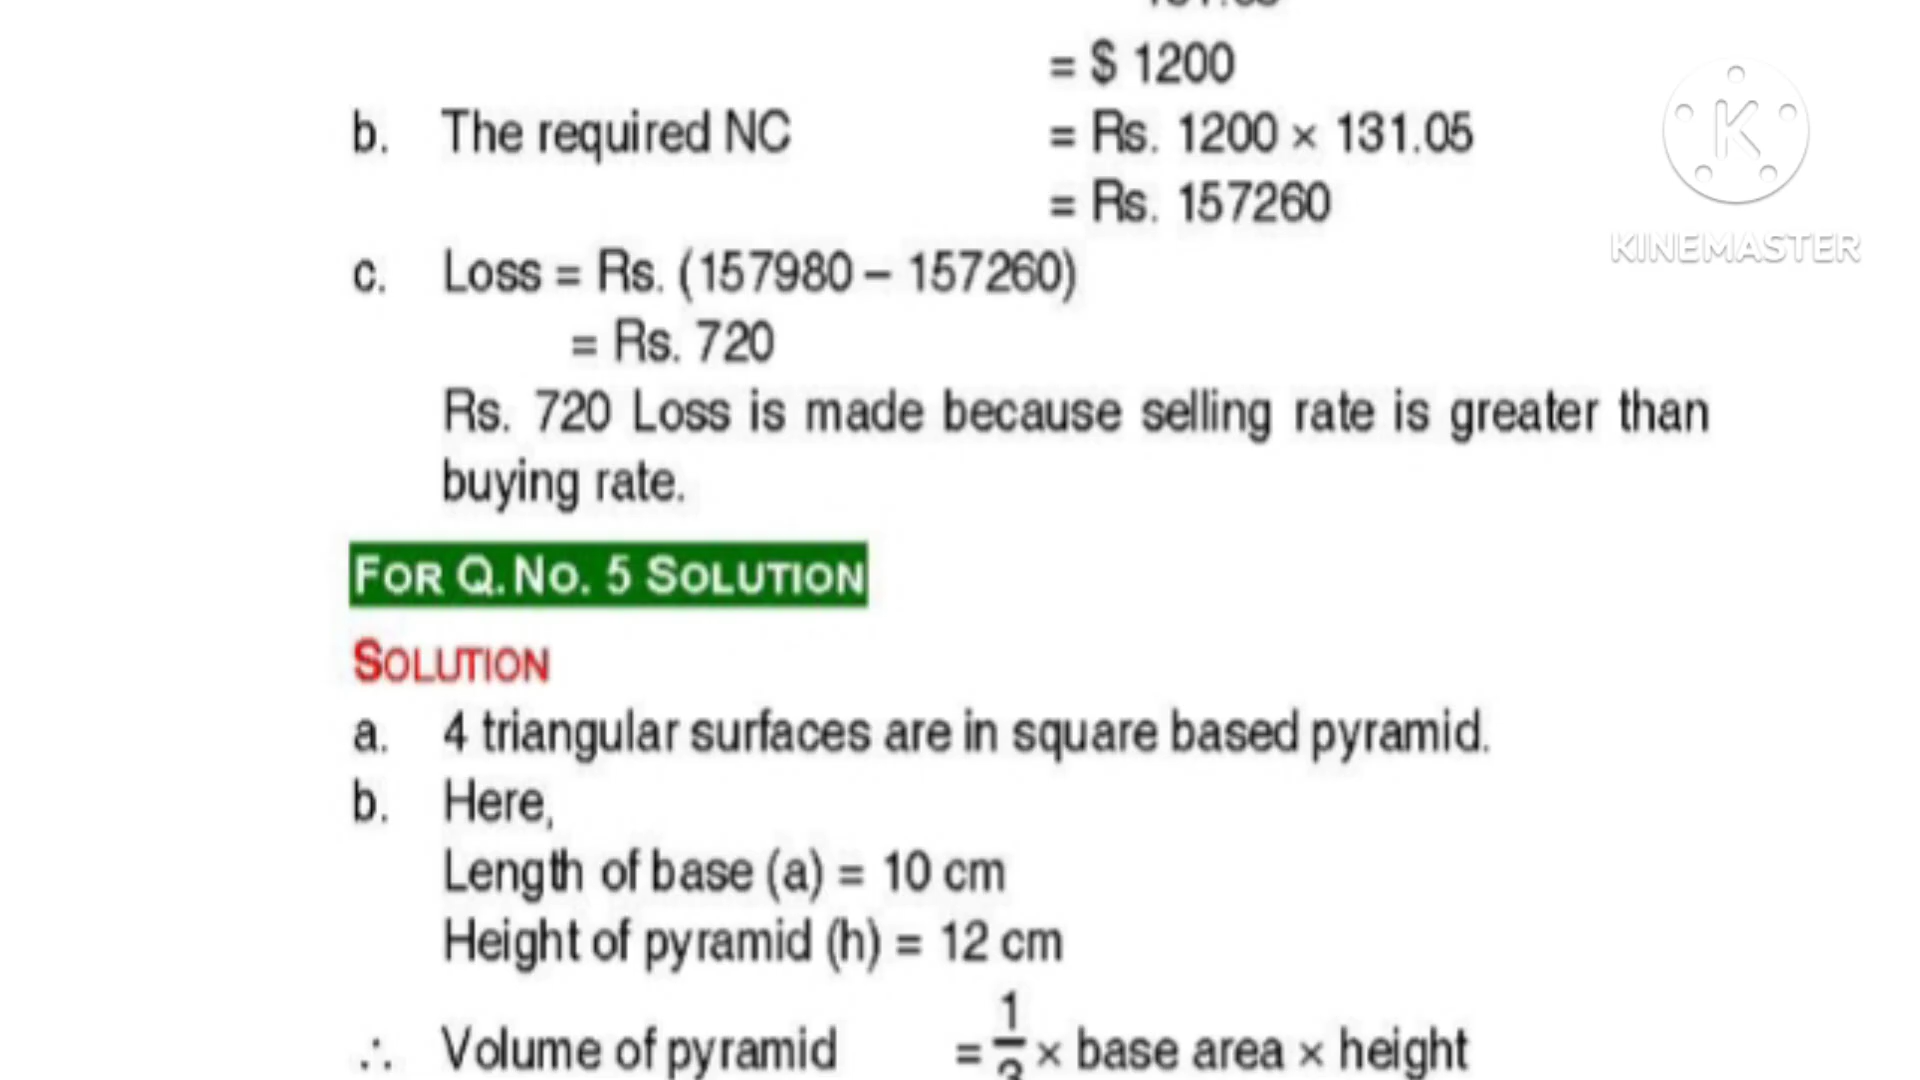 = $ 1200
b. The required NC = Rs. 1200 × 131.05
= Rs. 157260
KINEMASTER
c. Loss = Rs. (157980 – 157260)
= Rs. 720
Rs. 720 Loss is made because selling rate is greater than
buying rate.
FOR Q. NO. 5 SOLUTION
SOLUTION
a. 4 triangular surfaces are in square based pyramid.
b. Here,
Length of base (a) = 10 cm
Height of pyramid (h) = 12 cm
∴ Volume of pyramid = 1/3 × base area × height